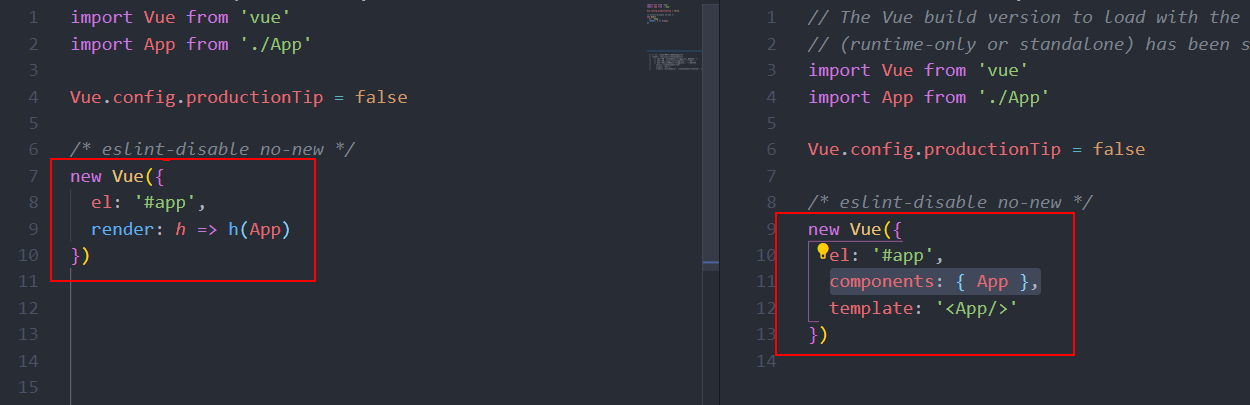 1 import Vue from 'vue'
2 import App from './App'
3
4 Vue.config.productionTip = false
5
6 /* eslint-disable no-new */
7 new Vue({
8 el: '#app',
9 render: h => h(App)
10 })
11
12
13
14
15
1 // The Vue build version to load with the
2 // (runtime-only or standalone) has been s
3 import Vue from 'vue'
4 import App from './App'
5
6 Vue.config.productionTip = false
7
8 /* eslint-disable no-new */
9 new Vue({
10 el: '#app',
11 components: { App },
12 template: '<App/>'
13 })
14